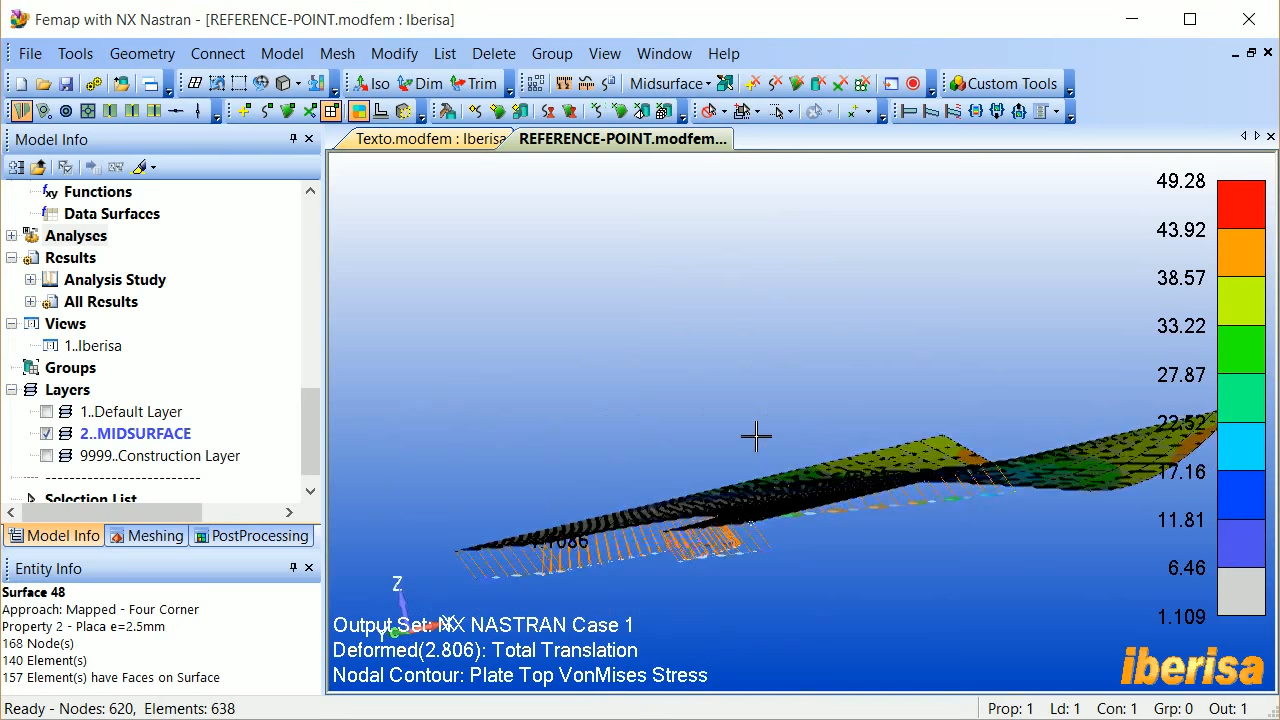 Femap with NX Nastran - [REFERENCE-POINT.modfem : Iberisa]
File Tools Geometry Connect Model Mesh Modify List Delete Group View Window Help
Iso Dim Trim Midsurface Custom Tools
Model Info
Texto.modfem : Iberisa
REFERENCE-POINT.modfem...
Functions
Data Surfaces
Analyses
Results
Analysis Study
All Results
Views
1..Iberisa
Groups
Layers
1..Default Layer
2..MIDSURFACE
9999..Construction Layer
Selection List
Model Info Meshing PostProcessing
Entity Info
Surface 48
Approach: Mapped - Four Corner
Property 2 - Placa e=2.5mm
168 Node(s)
140 Element(s)
157 Element(s) have Faces on Surface
49.28
43.92
38.57
33.22
27.87
22.52
17.16
11.81
6.46
1.109
Z
Y
X
Output Set: NX NASTRAN Case 1
Deformed(2.806): Total Translation
Nodal Contour: Plate Top VonMises Stress
iberisa
Ready - Nodes: 620, Elements: 638
Prop: 1 Ld: 1 Con: 1 Grp: 0 Out: 1